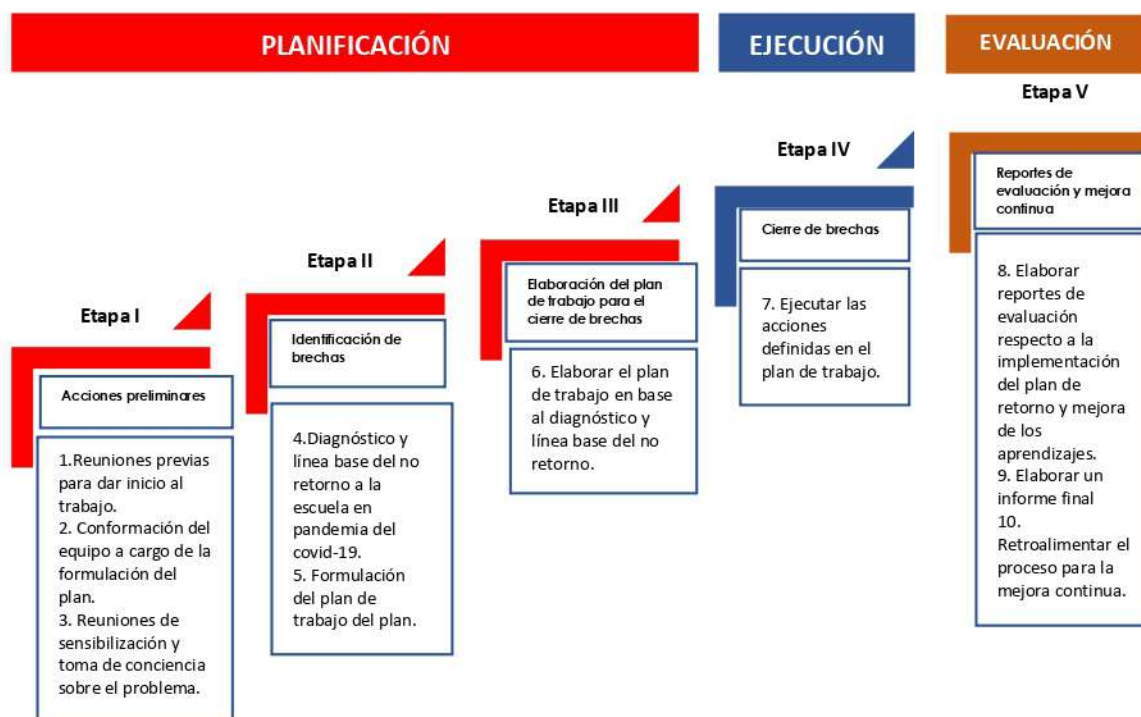 PLANIFICACIÓN
EJECUCIÓN
EVALUACIÓN
Etapa I
Acciones preliminares
1.Reuniones previas
para dar inicio al
trabajo.
2. Conformación del
equipo a cargo de la
formulación del
plan.
3. Reuniones de
sensibilización y
toma de conciencia
sobre el problema.
Etapa II
Identificación de
brechas
4.Diagnóstico y
línea base del no
retorno a la
escuela en
pandemia del
covid-19.
5. Formulación
del plan de
trabajo del plan.
Etapa III
Elaboración del plan
de trabajo para el
cierre de brechas
6. Elaborar el plan
de trabajo en base
al diagnóstico y
línea base del no
retorno.
Etapa IV
Cierre de brechas
7. Ejecutar las
acciones
definidas en el
plan de trabajo.
Etapa V
Reportes de
evaluación y mejora
continua
8. Elaborar
reportes de
evaluación
respecto a la
implementación
del plan de
retorno y mejora
de los
aprendizajes.
9. Elaborar un
informe final
10.
Retroalimentar el
proceso para la
mejora continua.